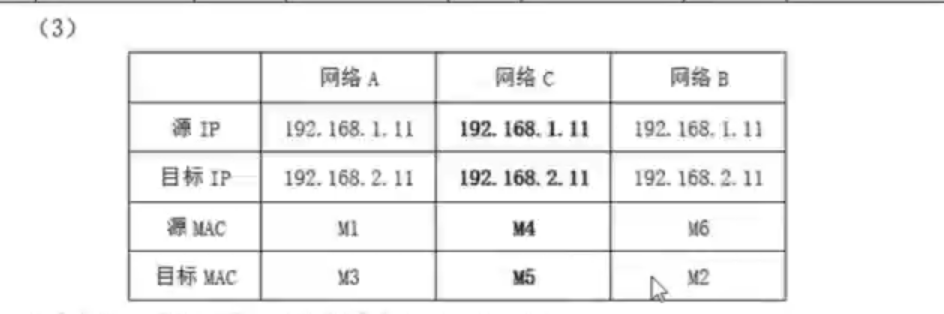 （3）
网络 A 网络 C 网络 B
源 IP 192.168.1.11 192.168.1.11 192.168.1.11
目标 IP 192.168.2.11 192.168.2.11 192.168.2.11
源 MAC M1 M4 M6
目标 MAC M3 M5 M2